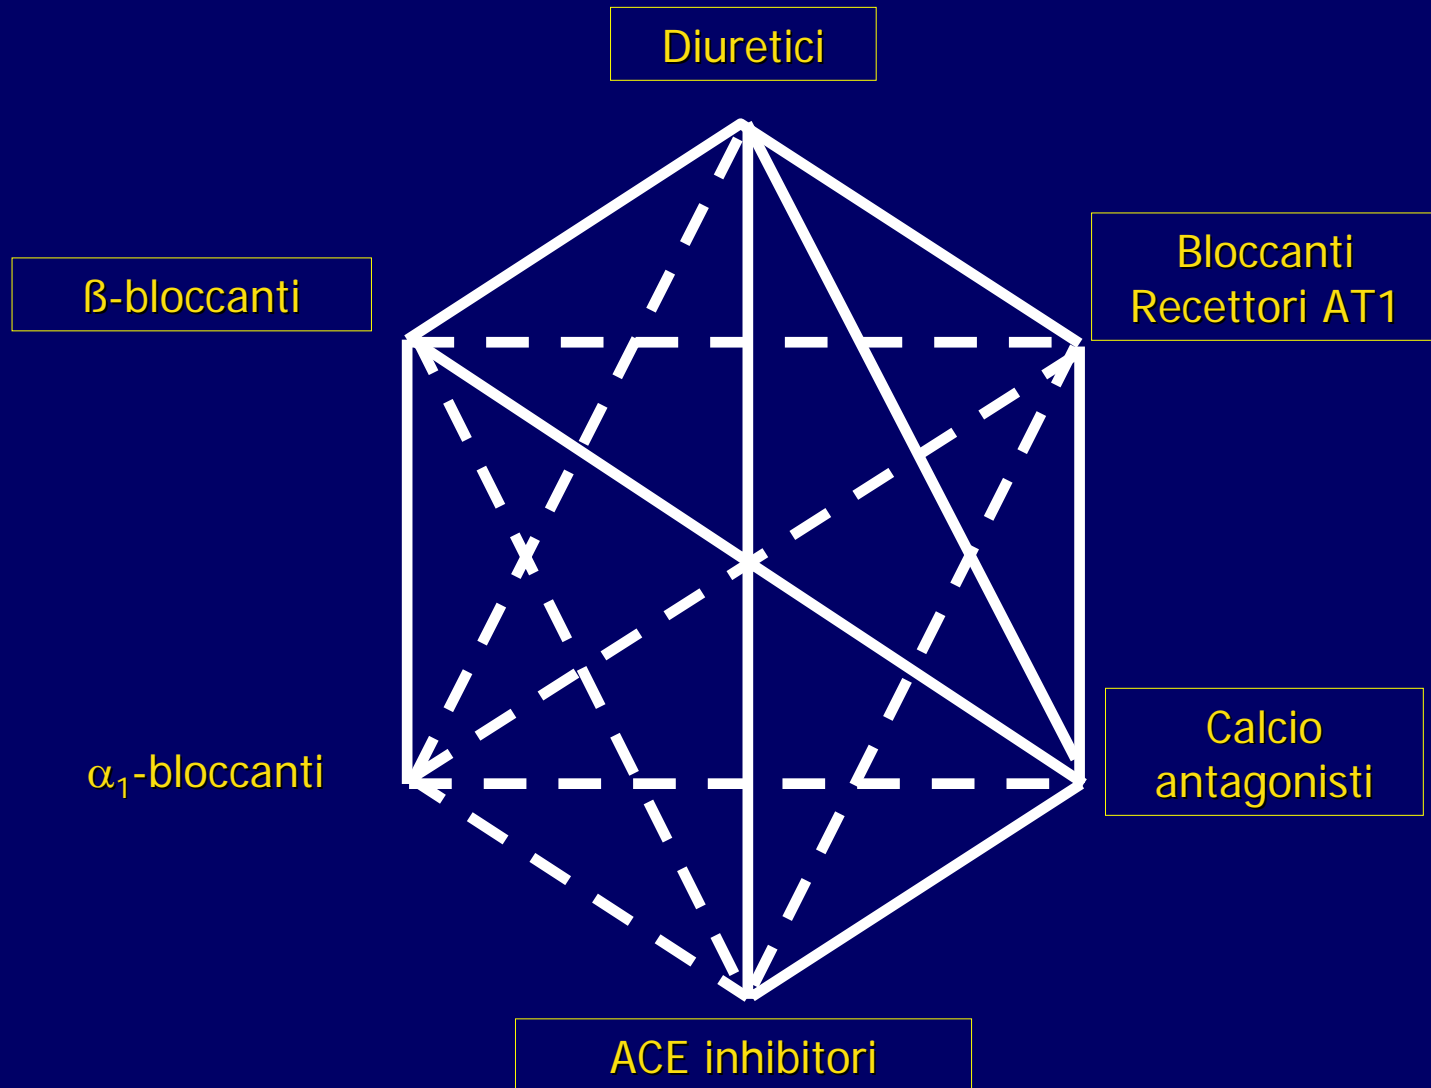 Diuretici
Bloccanti
Recettori AT1
ß-bloccanti
Calcio
antagonisti
α₁-bloccanti
ACE inhibitori